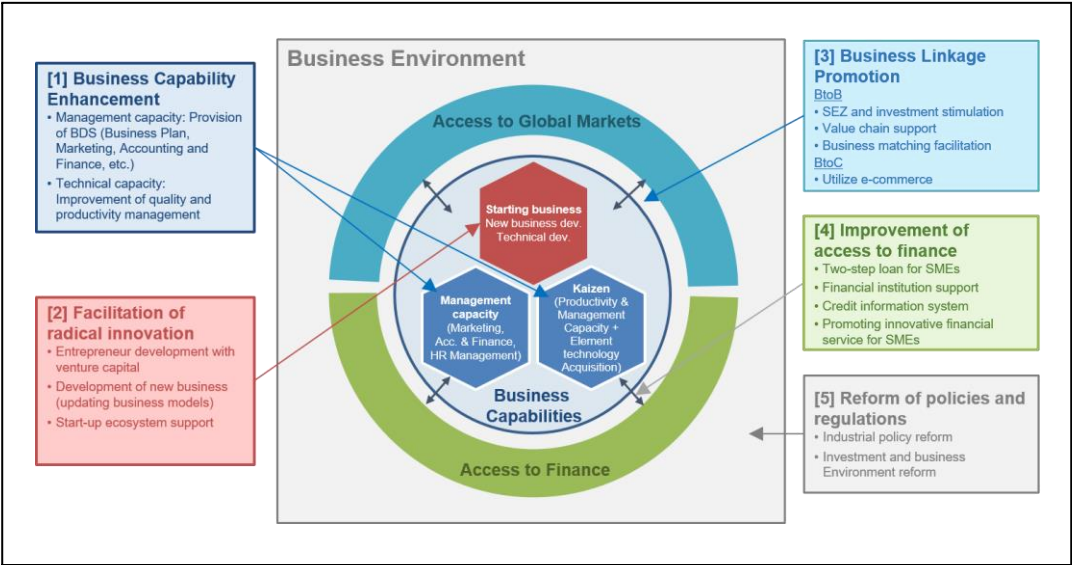 [1] Business Capability
Enhancement
• Management capacity: Provision
of BDS (Business Plan,
Marketing, Accounting and
Finance, etc.)
• Technical capacity:
Improvement of quality and
productivity management
[2] Facilitation of
radical innovation
• Entrepreneur development with
venture capital
• Development of new business
(updating business models)
• Start-up ecosystem support
Business Environment
Access to Global Markets
Starting business
New business dev.
Technical dev.
Management
capacity
(Marketing,
Acc. & Finance,
HR Management)
Kaizen
(Productivity &
Management
Capacity +
Element
technology
Acquisition)
Business
Capabilities
Access to Finance
[3] Business Linkage
Promotion
BtoB
• SEZ and investment stimulation
• Value chain support
• Business matching facilitation
BtoC
• Utilize e-commerce
[4] Improvement of
access to finance
• Two-step loan for SMEs
• Financial institution support
• Credit information system
• Promoting innovative financial
service for SMEs
[5] Reform of policies and
regulations
• Industrial policy reform
• Investment and business
Environment reform